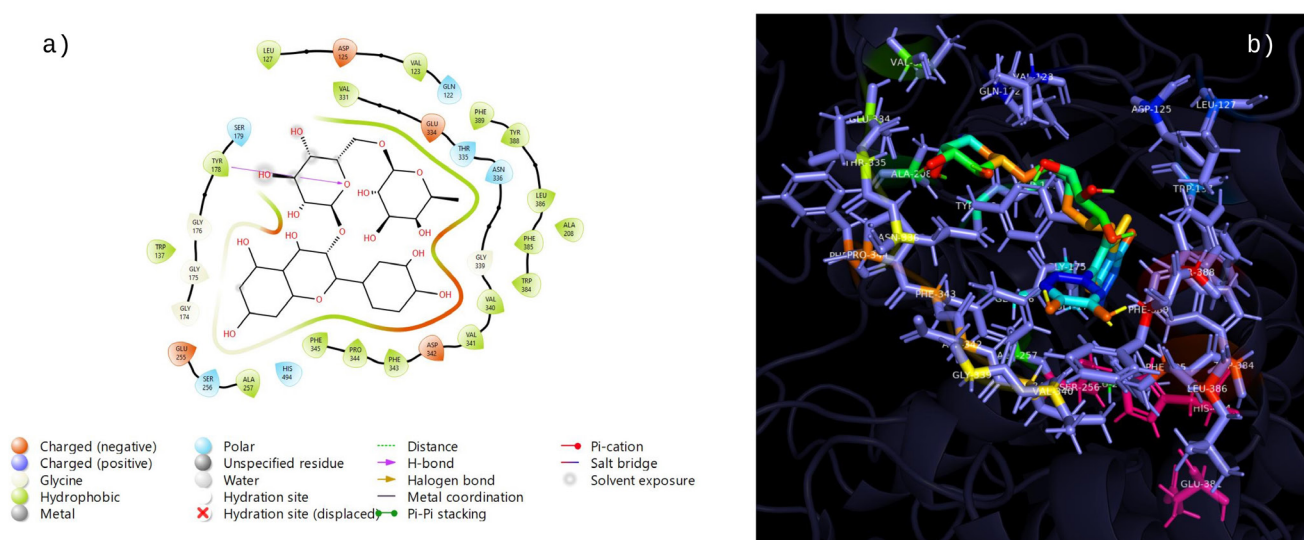 a)
LEU 127
ASP 125
VAL 123
GLN 122
VAL 331
GLU 334
THR 335
ASN 336
PHE 389
TYR 388
LEU 386
ALA 208
PHE 385
TRP 384
GLY 339
VAL 340
VAL 341
ASP 342
PHE 343
PRO 344
PHE 345
HIS 494
ALA 257
SER 256
GLU 255
GLY 174
GLY 175
TRP 137
GLY 176
TYR 178
SER 179
HO
HO
HO
O
O
O
HO
OH
HO
HO
OH
O
O
HO
HO
OH
OH
O
HO
Charged (negative)
Charged (positive)
Glycine
Hydrophobic
Metal
Polar
Unspecified residue
Water
Hydration site
Hydration site (displaced)
Distance
H-bond
Halogen bond
Metal coordination
Pi-Pi stacking
Pi-cation
Salt bridge
Solvent exposure
b)
VAL-123
GLN-122
ASP-125
LEU-127
THR-335
ALA-208
PHE-343
SER-256
VAL-340
LEU-386